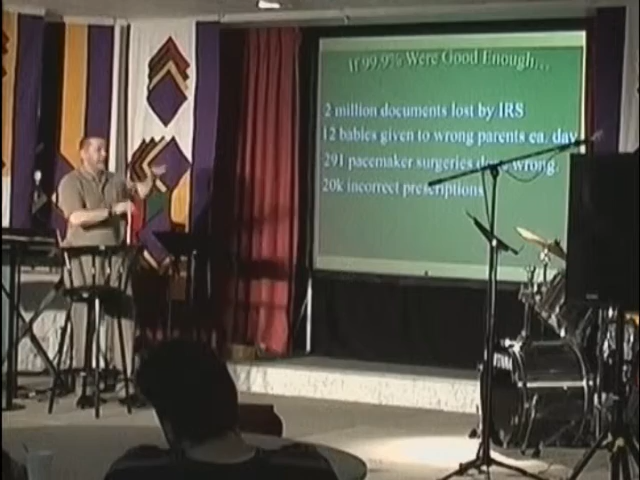 If 99.9% Were Good Enough...
2 million documents lost by IRS
12 babies given to wrong parents ea. day
291 pacemaker surgeries done wrong.
20k incorrect prescriptions